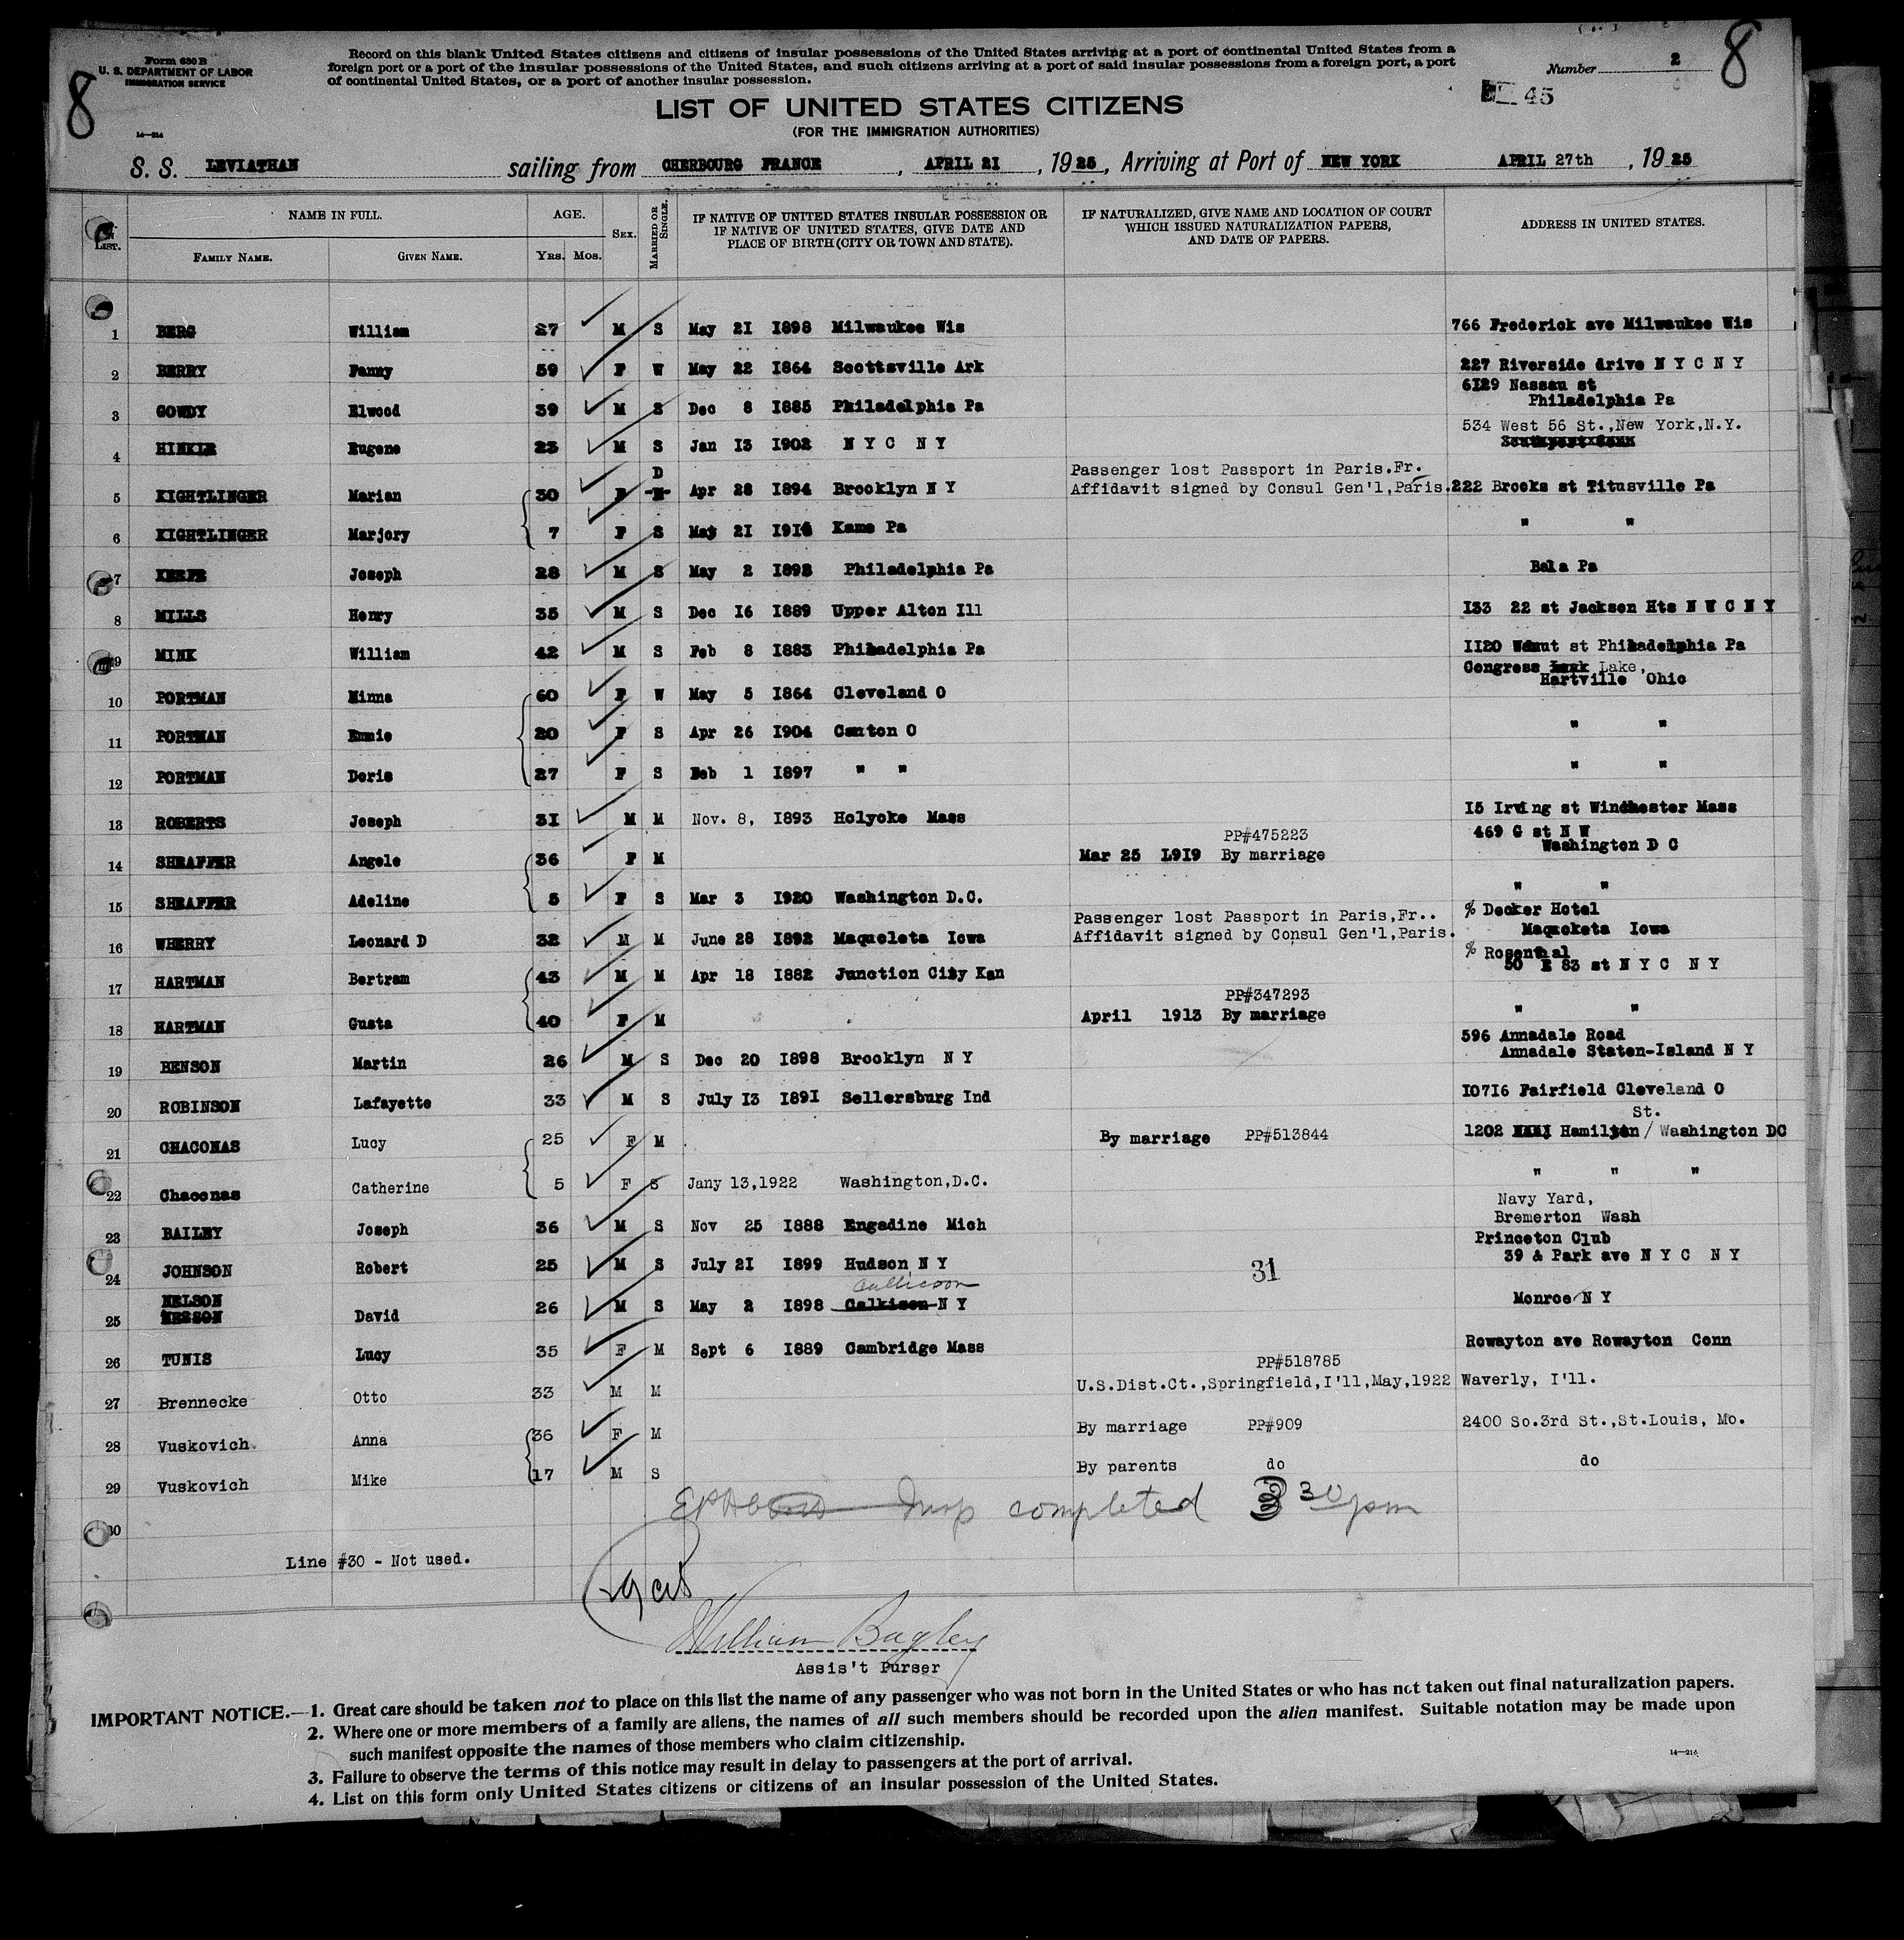 8
Form 630 B
U. S. DEPARTMENT OF LABOR
IMMIGRATION SERVICE
14—214
Record on this blank United States citizens and citizens of insular possessions of the United States arriving at a port of continental United States from a
foreign port or a port of the insular possessions of the United States, and such citizens arriving at a port of said insular possessions from a foreign port, a port
of continental United States, or a port of another insular possession.
Number 2
8
45
LIST OF UNITED STATES CITIZENS
(FOR THE IMMIGRATION AUTHORITIES)
S. S. LEVIATHAN sailing from CHERBOURG FRANCE, APRIL 21, 1925, Arriving at Port of NEW YORK APRIL 27th, 1925
LIST. NAME IN FULL. AGE. SEX. MARRIED OR SINGLE. IF NATIVE OF UNITED STATES INSULAR POSSESSION OR IF NATIVE OF UNITED STATES, GIVE DATE AND PLACE OF BIRTH (CITY OR TOWN AND STATE). IF NATURALIZED, GIVE NAME AND LOCATION OF COURT WHICH ISSUED NATURALIZATION PAPERS, AND DATE OF PAPERS. ADDRESS IN UNITED STATES.
FAMILY NAME. GIVEN NAME. YRS. MOS.
1 BERG William 27 M S May 21 1898 Milwaukee Wis 766 Frederick ave Milwaukee Wis
2 BERRY Fanny 59 F W May 22 1864 Scottsville Ark 227 Riverside drive N Y C N Y
3 GOWDY Elwood 39 M S Dec 8 1885 Philadelphia Pa 6129 Nassau st Philadelphia Pa
4 HINKLE Eugene 23 M S Jan 13 1902 N Y C N Y 534 West 56 St.,New York,N.Y.
5 KIGHTLINGER Marian 30 F D Apr 28 1894 Brooklyn N Y Passenger lost Passport in Paris.Fr. Affidavit signed by Consul Gen'l,Paris. 222 Brooks st Titusville Pa
6 KIGHTLINGER Marjory 7 F S May 21 1916 Kame Pa " "
7 KEEFE Joseph 28 M S May 2 1898 Philadelphia Pa Bala Pa
8 MILLS Henry 35 M S Dec 16 1889 Upper Alton Ill 133 22 st Jackson Hts N Y C N Y
9 MINK William 42 M S Feb 8 1883 Philadelphia Pa 1120 Wdnut st Philadelphia Pa
10 PORTMAN Minna 60 F W May 5 1864 Cleveland O Congress Lake, Hartville Ohio
11 PORTMAN Emmie 20 F S Apr 26 1904 Canton O " "
12 PORTMAN Doris 27 F S Feb 1 1897 " " " "
13 ROBERTS Joseph 31 M M Nov. 8, 1893 Holyoke Mass 15 Irving st Winchester Mass
14 SHEAFFER Angele 36 F M PP#475223 Mar 25 1919 By marriage 469 G st N W Washington D C
15 SHEAFFER Adeline 5 F S Mar 3 1920 Washington D.C. " "
16 WHERRY Leonard D 32 M M June 28 1892 Maquoleta Iowa Passenger lost Passport in Paris,Fr.. Affidavit signed by Consul Gen'l,Paris. % Decker Hotel Maquoketa Iowa
17 HARTMAN Bertram 43 M M Apr 18 1882 Junction City Kan % Rosenthal 50 E 83 st N Y C N Y
18 HARTMAN Gusta 40 F M PP#347293 April 1913 By marriage " "
19 BENSON Martin 26 M S Dec 20 1898 Brooklyn N Y 596 Annadale Road Annadale Staten-Island N Y
20 ROBINSON Lafayette 33 M S July 13 1891 Sellersburg Ind 10716 Fairfield Cleveland O
21 CHACONAS Lucy 25 F M By marriage PP#513844 1202 Hamilton / St. Washington DC
22 Chaconas Catherine 5 F S Jany 13,1922 Washington,D.C. " " "
23 BAILEY Joseph 36 M S Nov 25 1888 Engadine Mich Navy Yard, Bremerton Wash
24 JOHNSON Robert 25 M S July 21 1899 Hudson N Y 31 Princeton Club 39 & Park ave N Y C N Y
25 NELSON David 26 M S May 2 1898 Callicoon Calkison N Y Monroe N Y
26 TUNIS Lucy 35 F M Sept 6 1889 Cambridge Mass Rowayton ave Rowayton Conn
27 Brennecke Otto 33 M M PP#518785 U.S.Dist.Ct.,Springfield,I'll,May,1922 Waverly, I'll.
28 Vuskovich Anna 36 F M By marriage PP#909 2400 So.3rd St.,St.Louis, Mo.
29 Vuskovich Mike 17 M S By parents do do
Insp completed 3 30 pm
30
Line #30 - Not used.
William Bagley
Assis't Purser
IMPORTANT NOTICE.—1. Great care should be taken not to place on this list the name of any passenger who was not born in the United States or who has not taken out final naturalization papers.
2. Where one or more members of a family are aliens, the names of all such members should be recorded upon the alien manifest. Suitable notation may be made upon
such manifest opposite the names of those members who claim citizenship.
3. Failure to observe the terms of this notice may result in delay to passengers at the port of arrival.
4. List on this form only United States citizens or citizens of an insular possession of the United States.
14—214